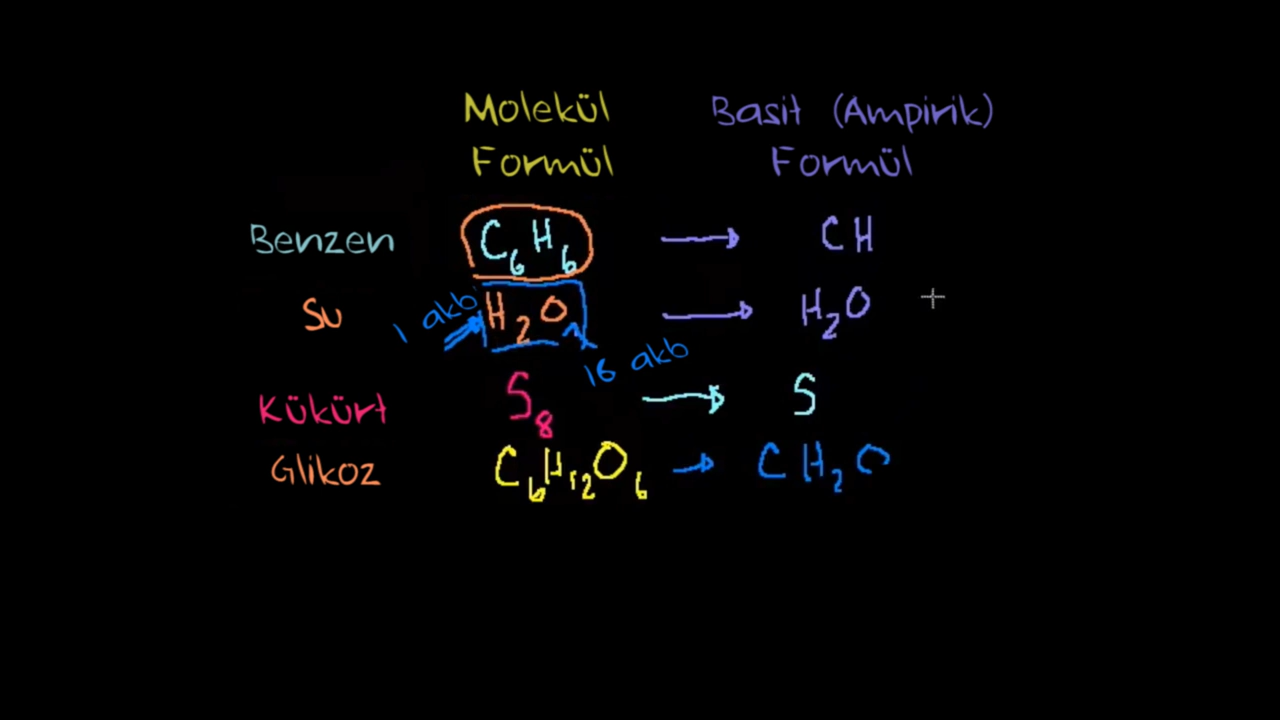 Molekül Basit (Ampirik)
Formül Formül
Benzen C6H6 → CH
1 akb
Su H2O → H2O
16 akb
Kükürt S8 → S
Glikoz C6H12O6 → CH2O